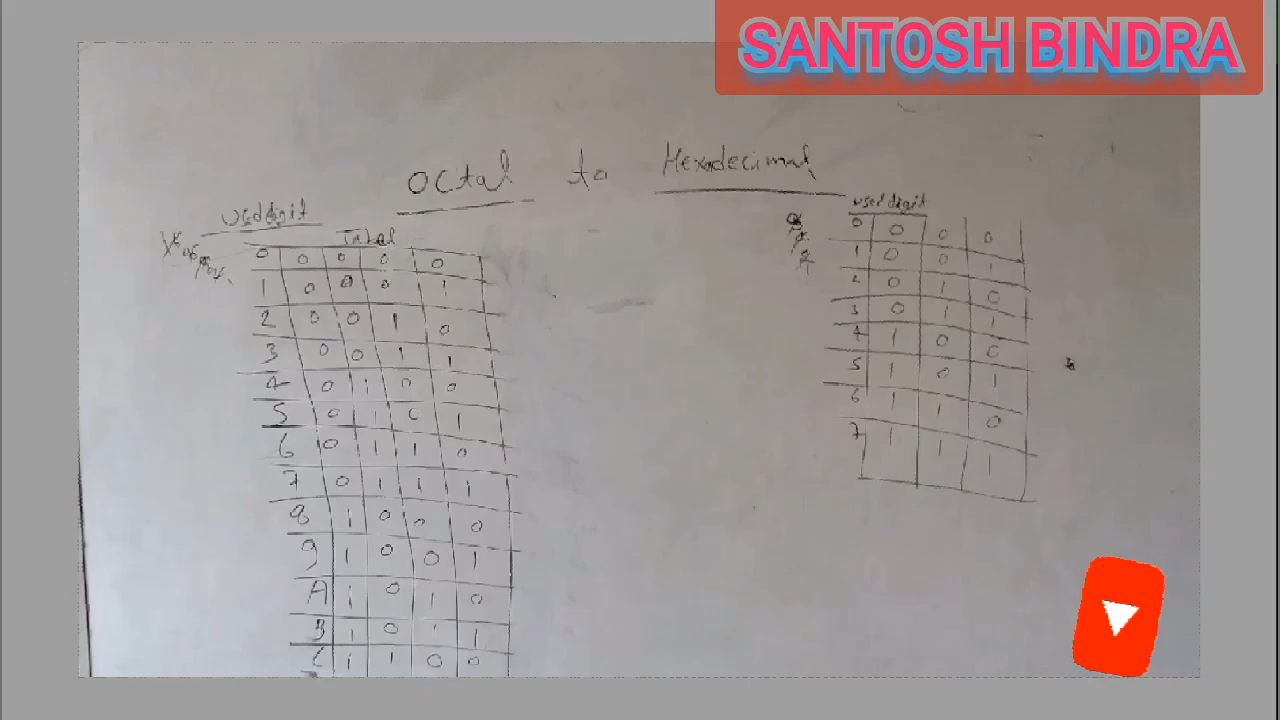 SANTOSH BINDRA
Octal to Hexadecimal
Used digit
0 0 0 0 0
1 0 0 0 1
2 0 0 1 0
3 0 0 1 1
4 0 1 0 0
5 0 1 0 1
6 0 1 1 0
7 0 1 1 1
8 1 0 0 0
9 1 0 0 1
A 1 0 1 0
B 1 0 1 1
C 1 1 0 0
used digit
0 0 0 0
1 0 0 1
2 0 1 0
3 0 1 1
4 1 0 0
5 1 0 1
6 1 1 0
7 1 1 1